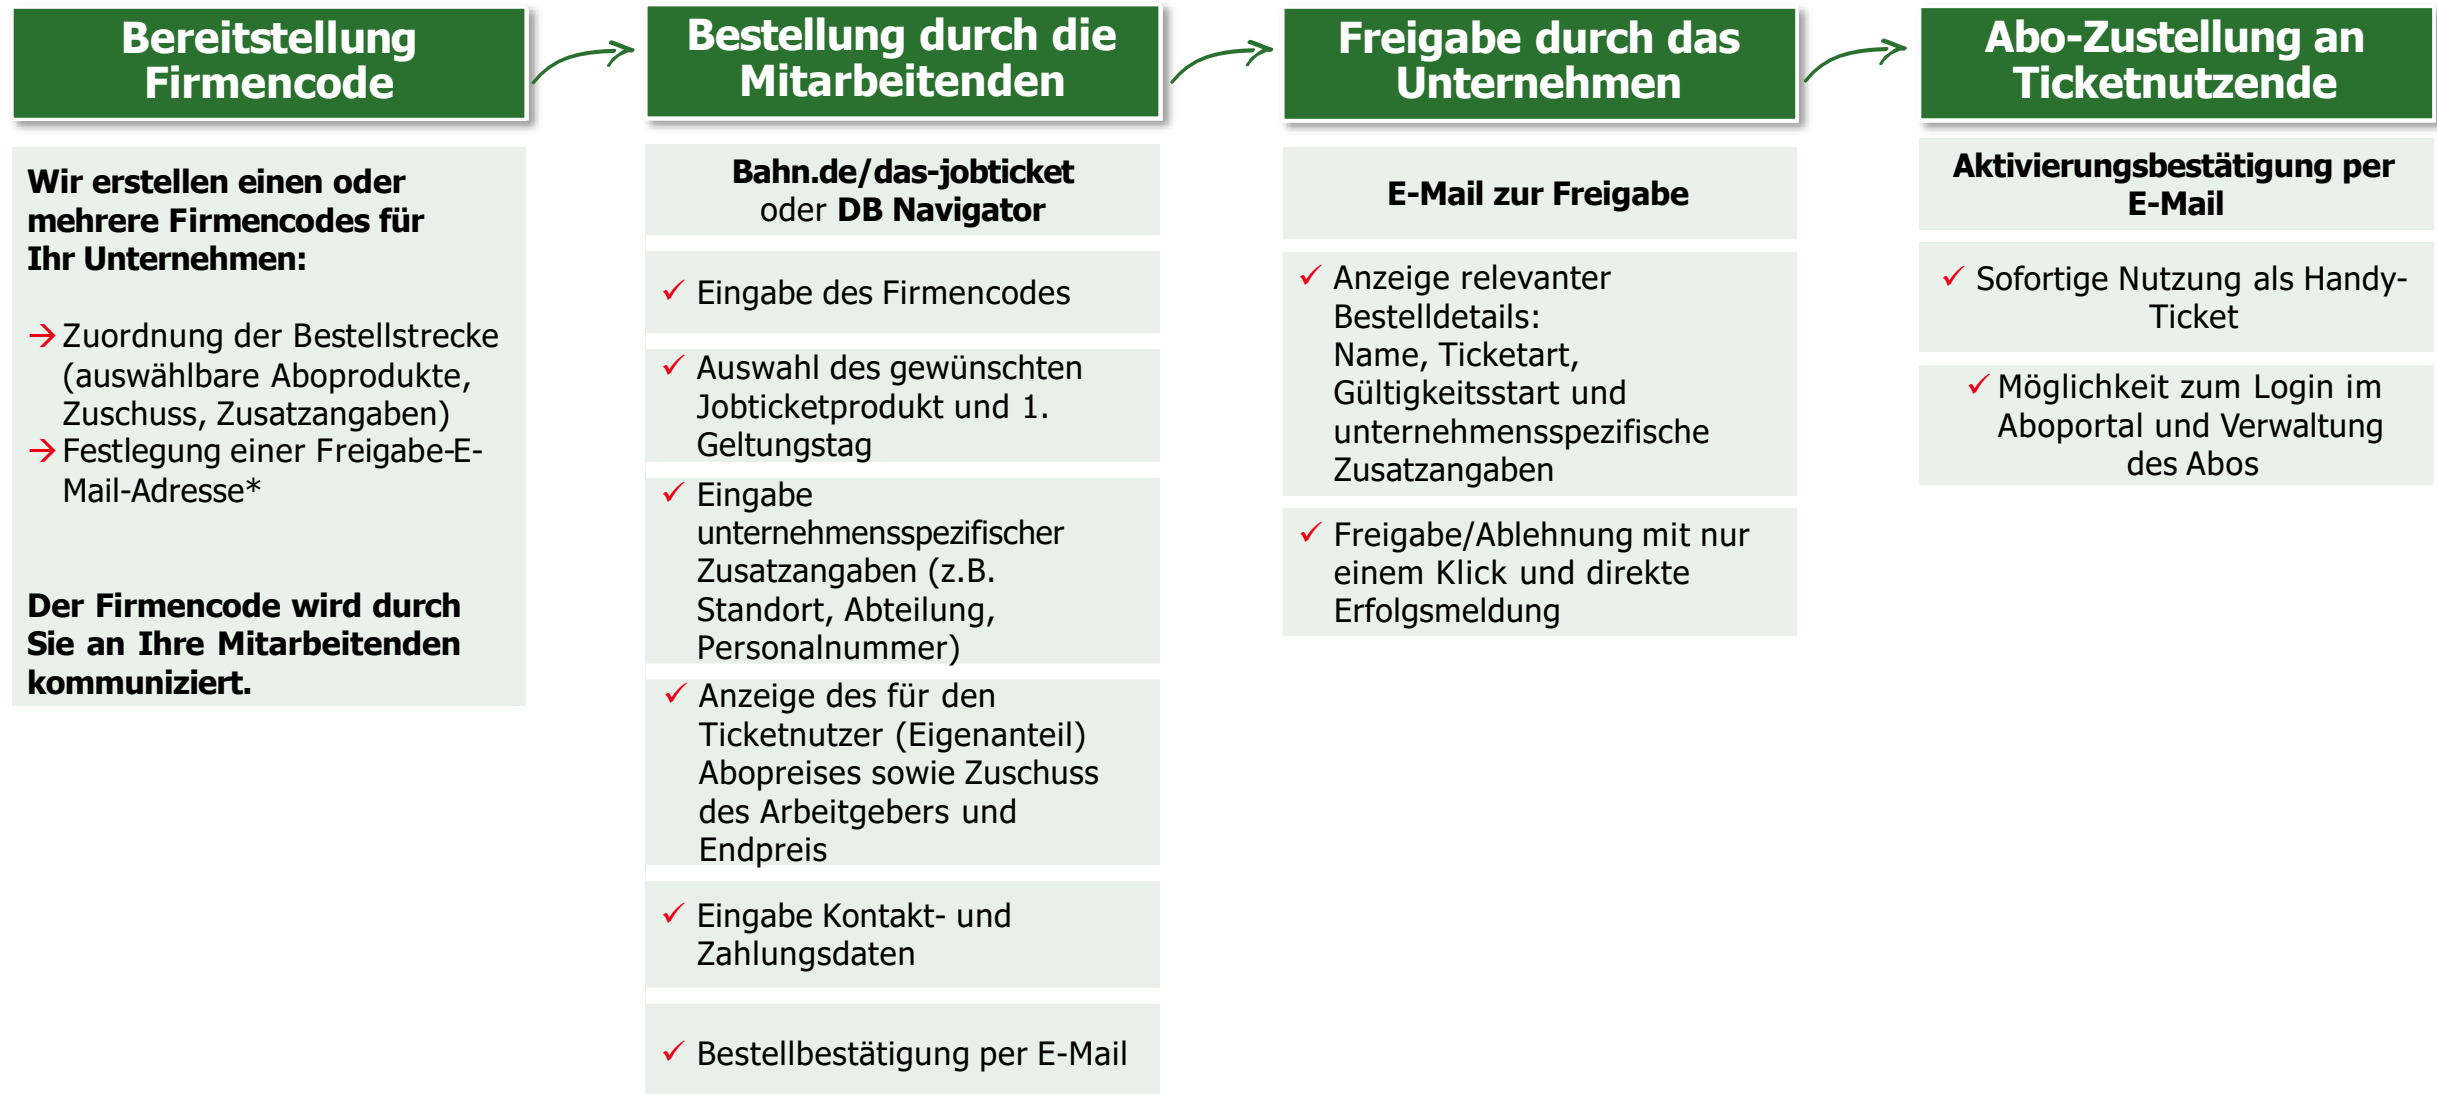 Bereitstellung
Firmencode
Wir erstellen einen oder
mehrere Firmencodes für
Ihr Unternehmen:
→ Zuordnung der Bestellstrecke
(auswählbare Aboprodukte,
Zuschuss, Zusatzangaben)
→ Festlegung einer Freigabe-E-
Mail-Adresse*
Der Firmencode wird durch
Sie an Ihre Mitarbeitenden
kommuniziert.
Bestellung durch die
Mitarbeitenden
Bahn.de/das-jobticket
oder DB Navigator
✓ Eingabe des Firmencodes
✓ Auswahl des gewünschten
Jobticketprodukt und 1.
Geltungstag
✓ Eingabe
unternehmensspezifischer
Zusatzangaben (z.B.
Standort, Abteilung,
Personalnummer)
✓ Anzeige des für den
Ticketnutzer (Eigenanteil)
Abopreises sowie Zuschuss
des Arbeitgebers und
Endpreis
✓ Eingabe Kontakt- und
Zahlungsdaten
✓ Bestellbestätigung per E-Mail
Freigabe durch das
Unternehmen
E-Mail zur Freigabe
✓ Anzeige relevanter
Bestelldetails:
Name, Ticketart,
Gültigkeitsstart und
unternehmensspezifische
Zusatzangaben
✓ Freigabe/Ablehnung mit nur
einem Klick und direkte
Erfolgsmeldung
Abo-Zustellung an
Ticketnutzende
Aktivierungsbestätigung per
E-Mail
✓ Sofortige Nutzung als Handy-
Ticket
✓ Möglichkeit zum Login im
Aboportal und Verwaltung
des Abos